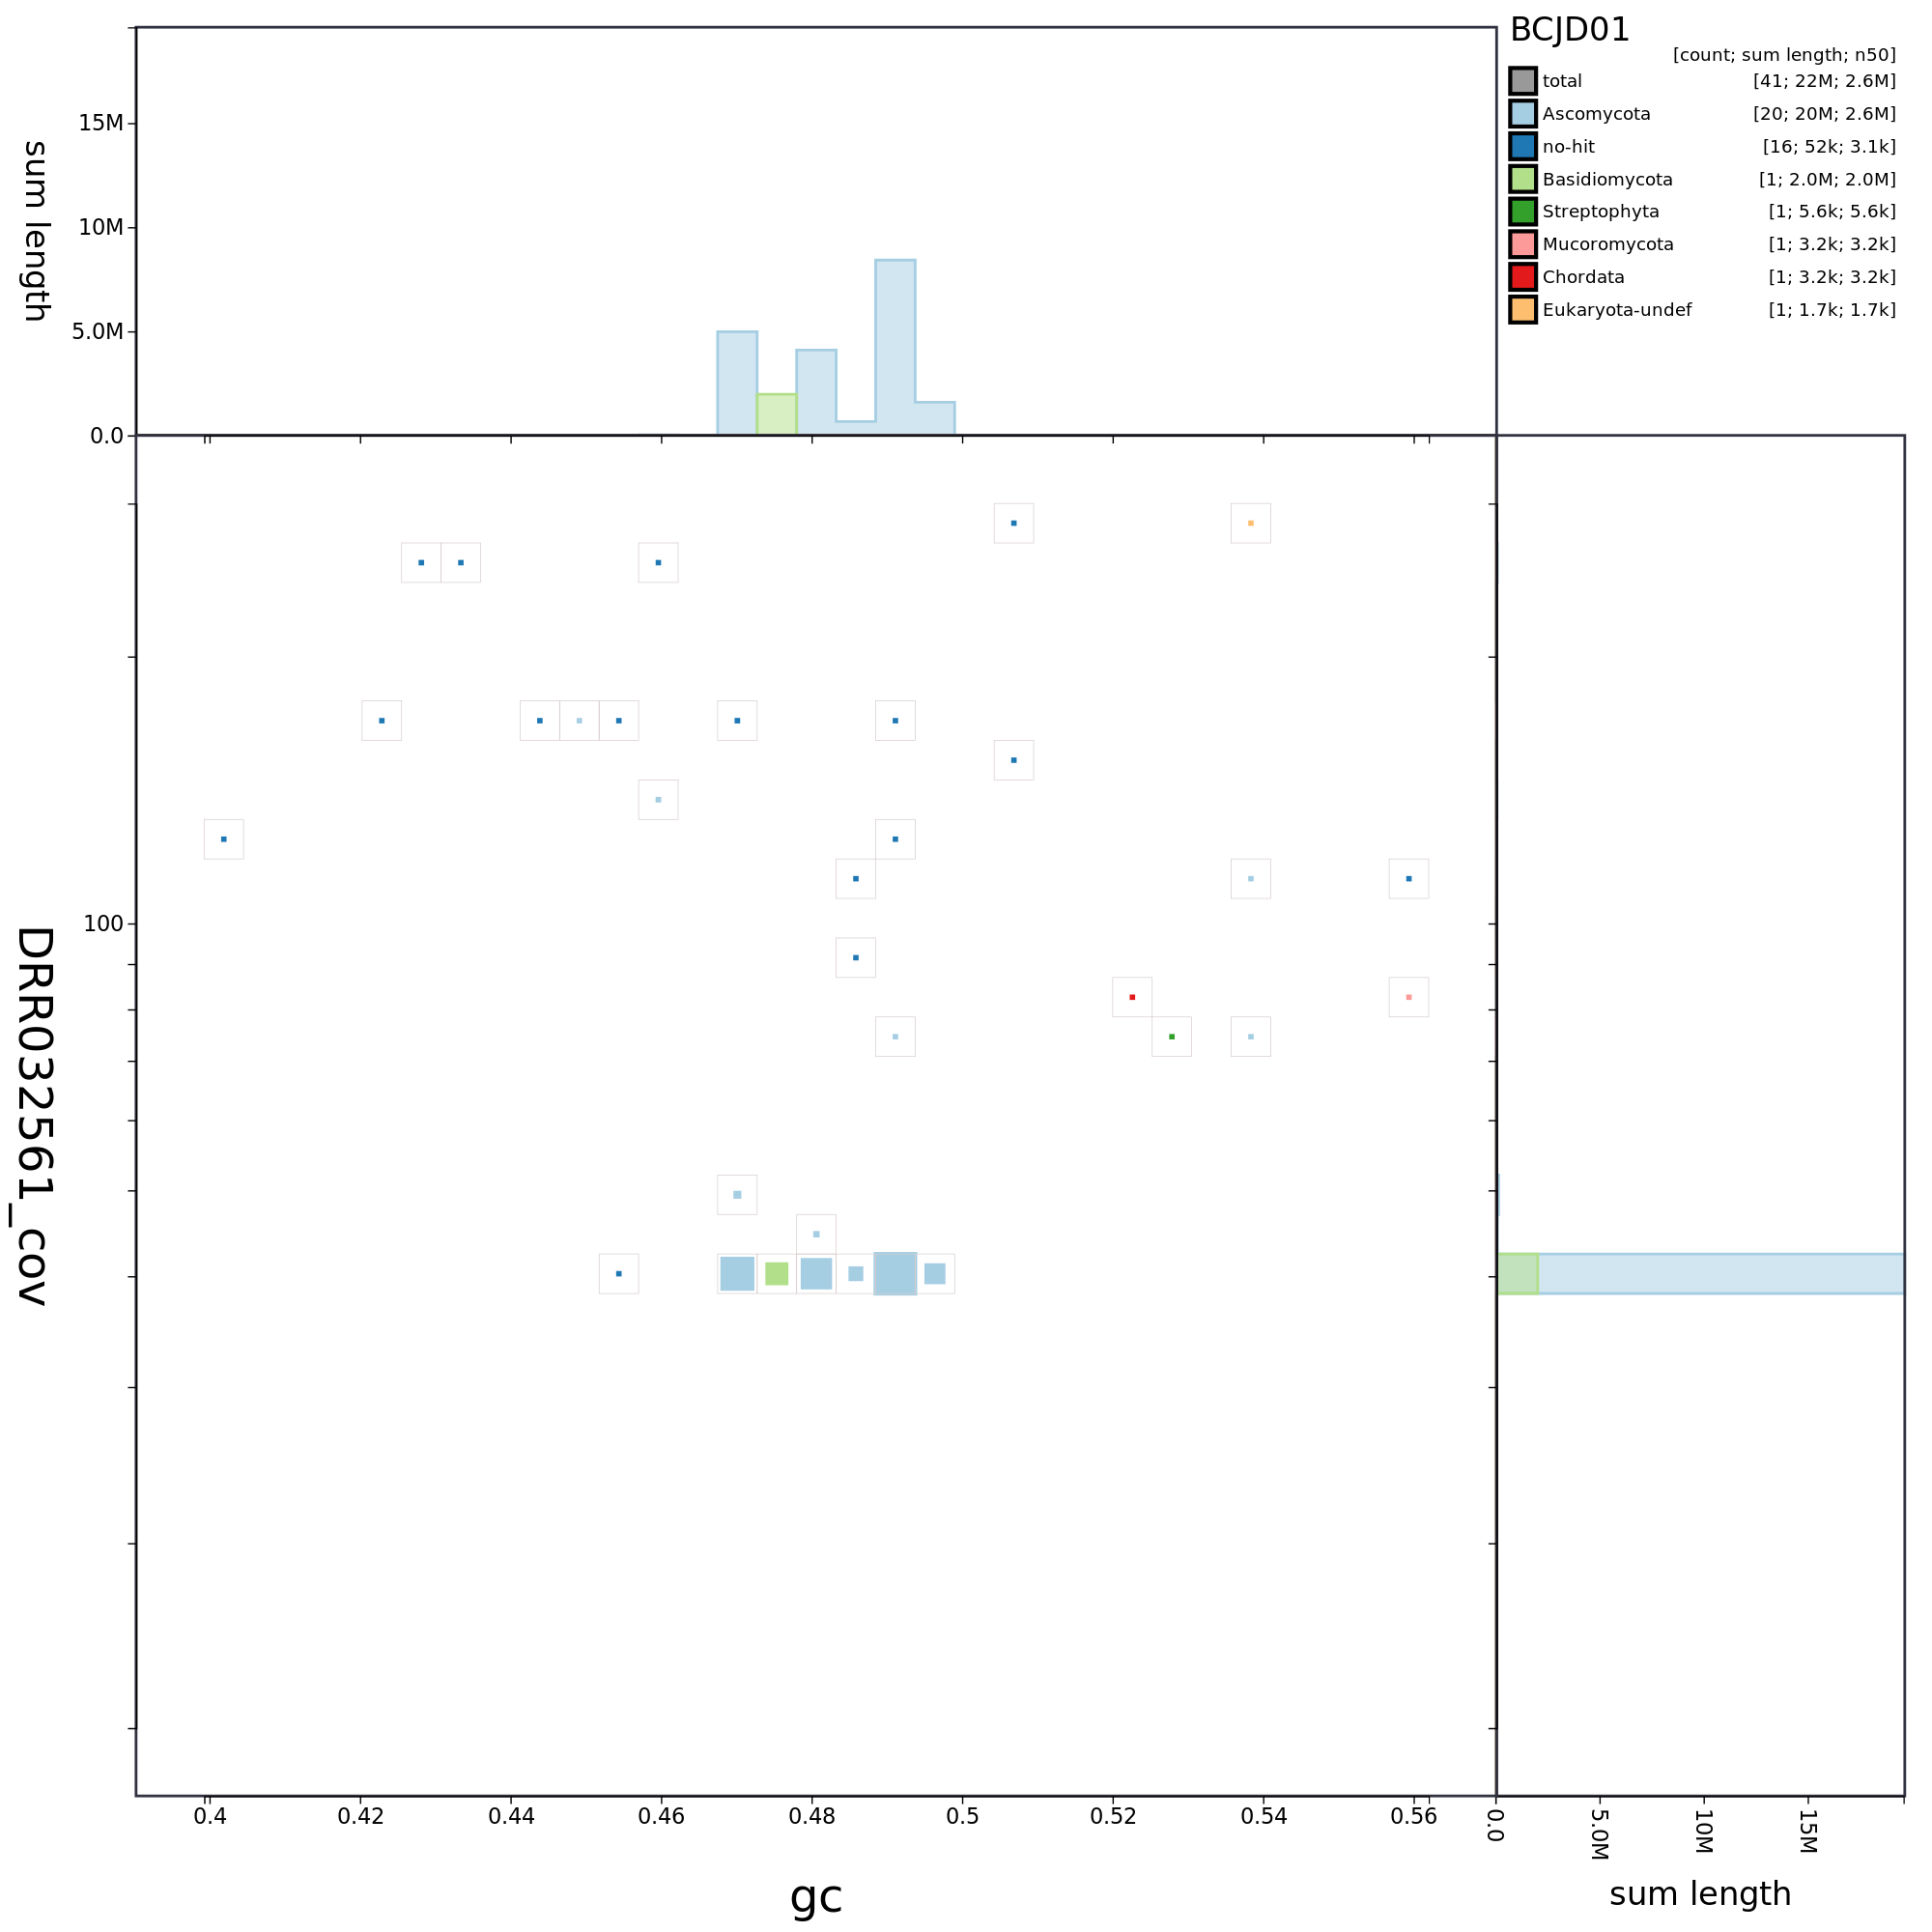 BCJD01
[count; sum length; n50]
total [41; 22M; 2.6M]
Ascomycota [20; 20M; 2.6M]
no-hit [16; 52k; 3.1k]
Basidiomycota [1; 2.0M; 2.0M]
Streptophyta [1; 5.6k; 5.6k]
Mucoromycota [1; 3.2k; 3.2k]
Chordata [1; 3.2k; 3.2k]
Eukaryota-undef [1; 1.7k; 1.7k]
sum length
15M
10M
5.0M
0.0
DRR032561_cov
100
0.4 0.42 0.44 0.46 0.48 0.5 0.52 0.54 0.56
gc
0.0 5.0M 10M 15M
sum length